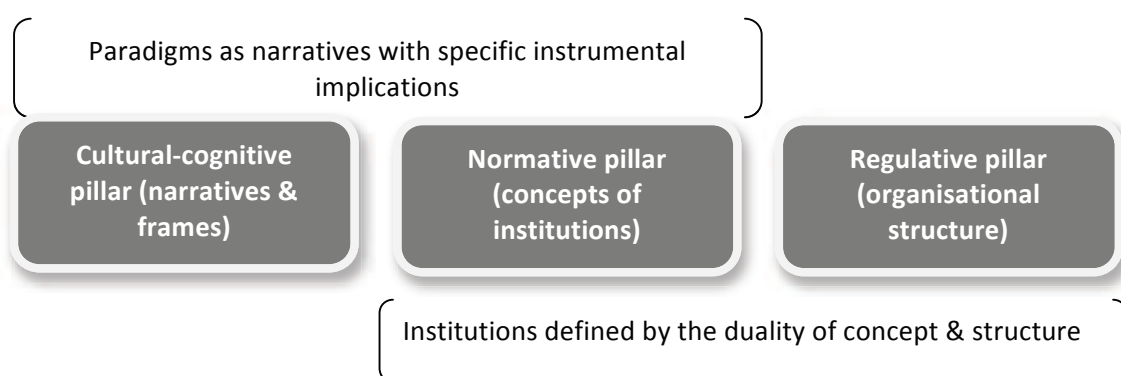 Paradigms as narratives with specific instrumental
implications
Cultural-cognitive
pillar (narratives &
frames)
Normative pillar
(concepts of
institutions)
Regulative pillar
(organisational
structure)
Institutions defined by the duality of concept & structure